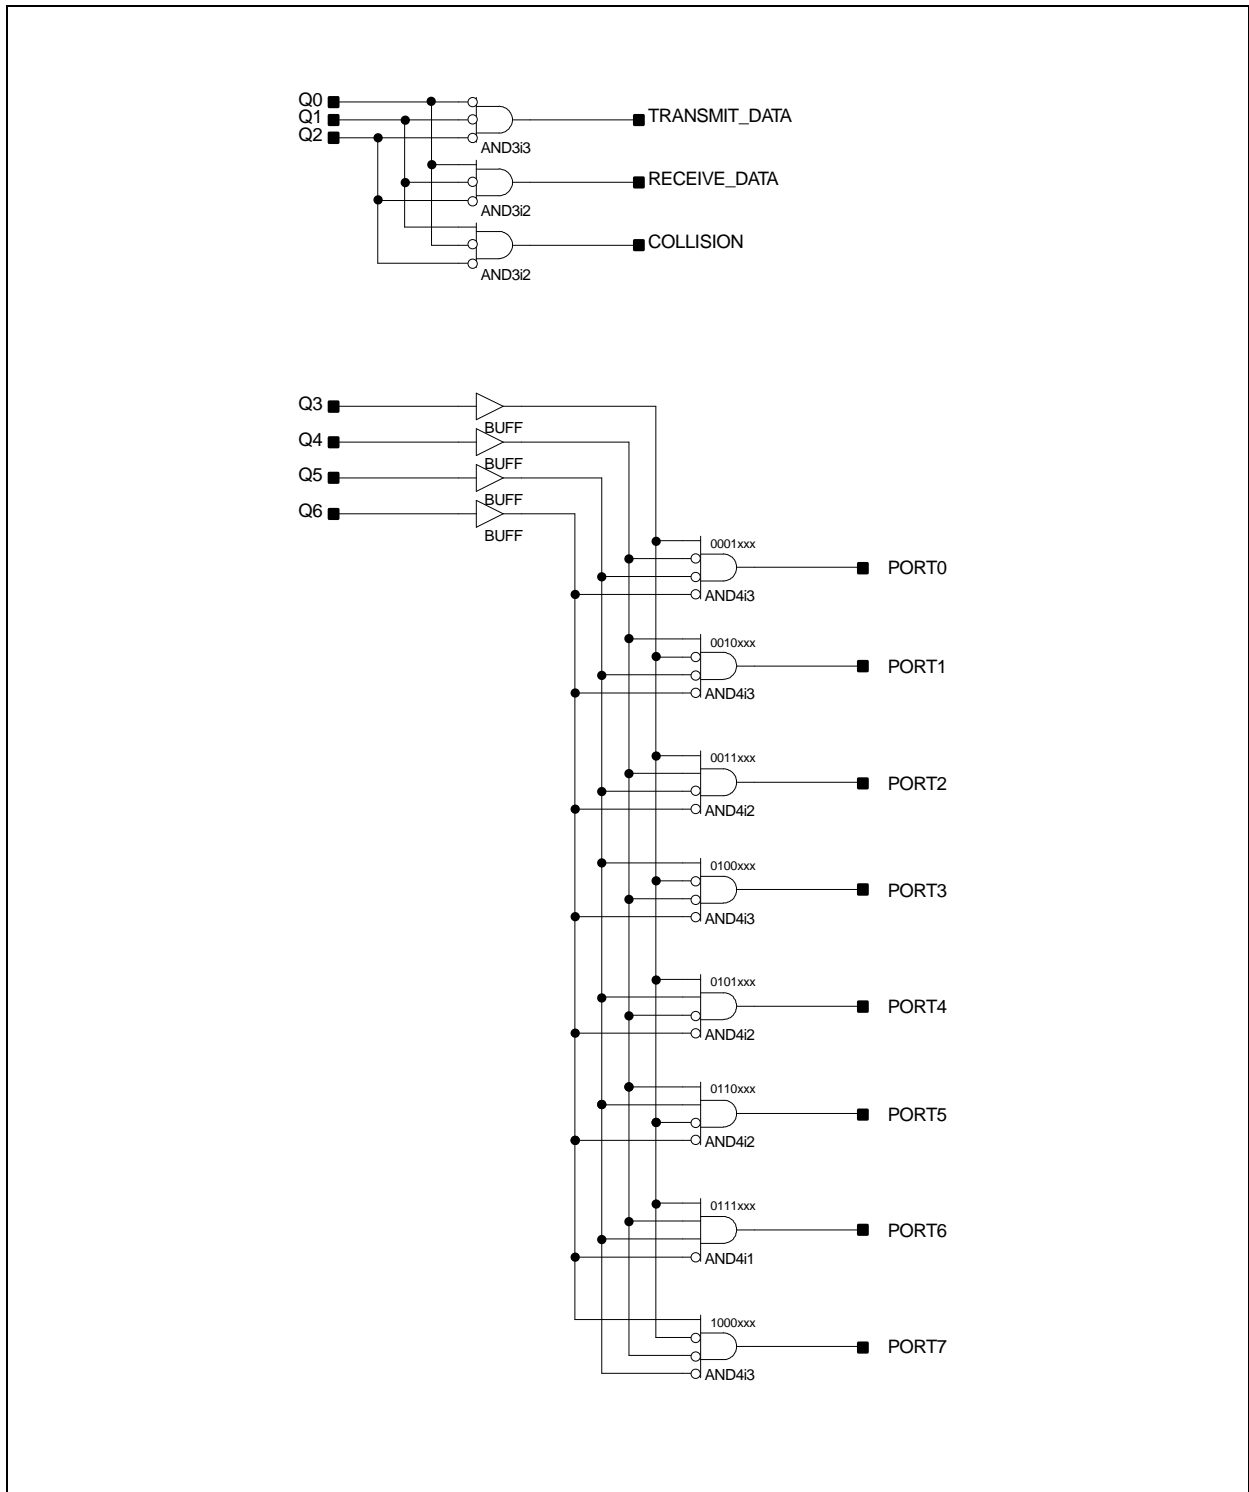 Q0
Q1
Q2
TRANSMIT_DATA
AND3i3
RECEIVE_DATA
AND3i2
COLLISION
AND3i2
Q3
BUFF
Q4
BUFF
Q5
BUFF
Q6
BUFF
0001xxx
PORT0
AND4i3
0010xxx
PORT1
AND4i3
0011xxx
PORT2
AND4i2
0100xxx
PORT3
AND4i3
0101xxx
PORT4
AND4i2
0110xxx
PORT5
AND4i2
0111xxx
PORT6
AND4i1
1000xxx
PORT7
AND4i3